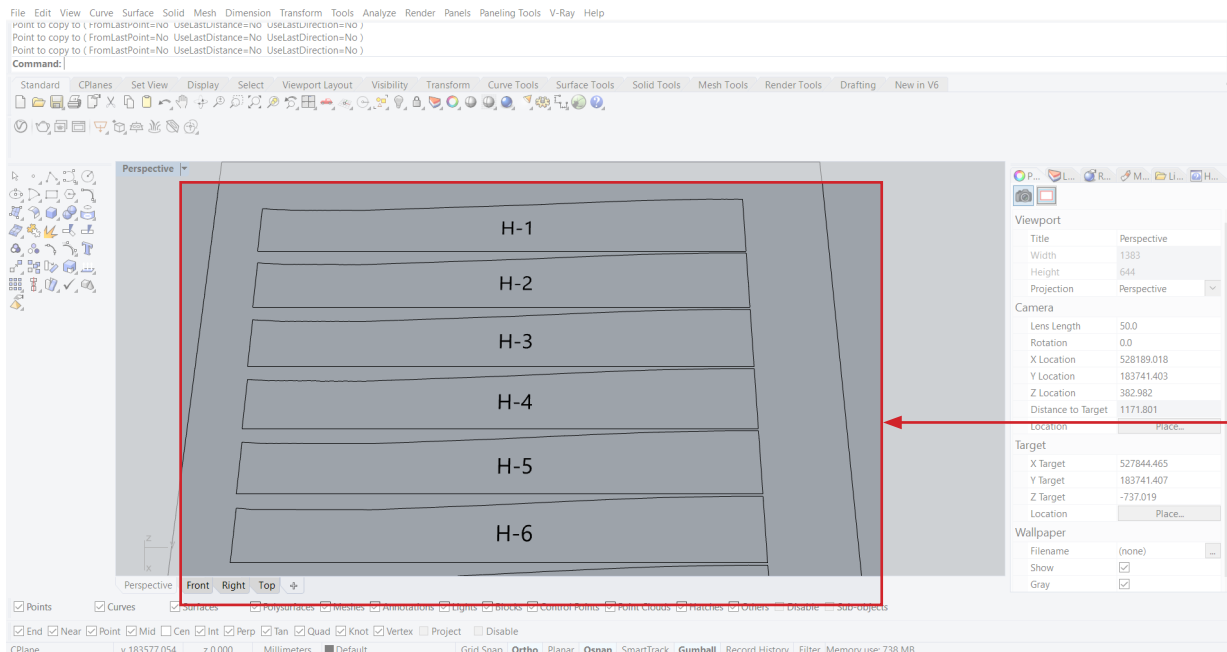 File Edit View Curve Surface Solid Mesh Dimension Transform Tools Analyze Render Panels Paneling Tools V-Ray Help
Point to copy to ( FromLastPoint=No UseLastDistance=No UseLastDirection=No )
Point to copy to ( FromLastPoint=No UseLastDistance=No UseLastDirection=No )
Point to copy to ( FromLastPoint=No UseLastDistance=No UseLastDirection=No )
Command:
Standard CPlanes Set View Display Select Viewport Layout Visibility Transform Curve Tools Surface Tools Solid Tools Mesh Tools Render Tools Drafting New in V6
Perspective
P... L... R... M... Li... H...
H-1
H-2
H-3
H-4
H-5
H-6
z
x
Viewport
Title Perspective
Width 1383
Height 644
Projection Perspective
Camera
Lens Length 50.0
Rotation 0.0
X Location 528189.018
Y Location 183741.403
Z Location 382.982
Distance to Target 1171.801
Location Place...
Target
X Target 527844.465
Y Target 183741.407
Z Target -737.019
Location Place...
Wallpaper
Filename (none) ...
Show
Gray
Perspective Front Right Top
Points Curves Surfaces Polysurfaces Meshes Annotations Lights Blocks Control Points Point Clouds Hatches Others Disable Sub-objects
End Near Point Mid Cen Int Perp Tan Quad Knot Vertex Project Disable
CPlane y 183577.054 z 0.000 Millimeters Default Grid Snap Ortho Planar Osnap SmartTrack Gumball Record History Filter Memory use: 738 MB